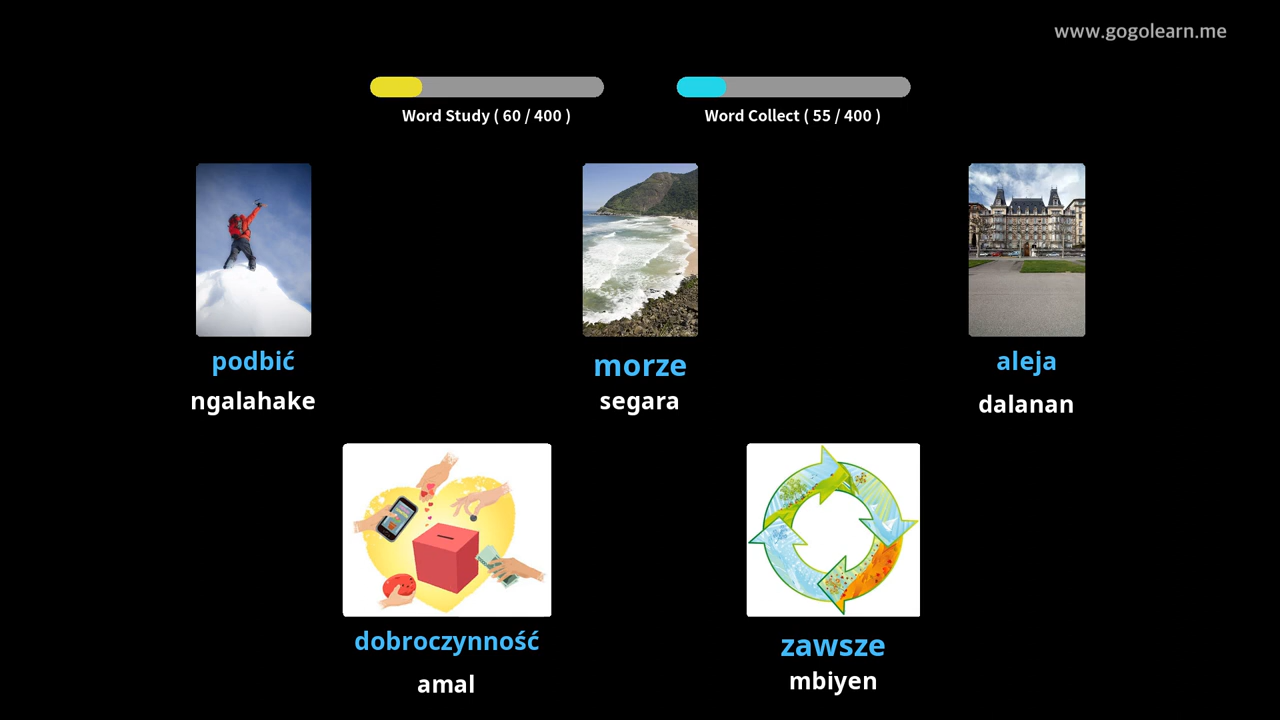 www.gogolearn.me
Word Study ( 60 / 400 )
Word Collect ( 55 / 400 )
podbić
ngalahake
morze
segara
aleja
dalanan
dobroczynność
amal
zawsze
mbiyen